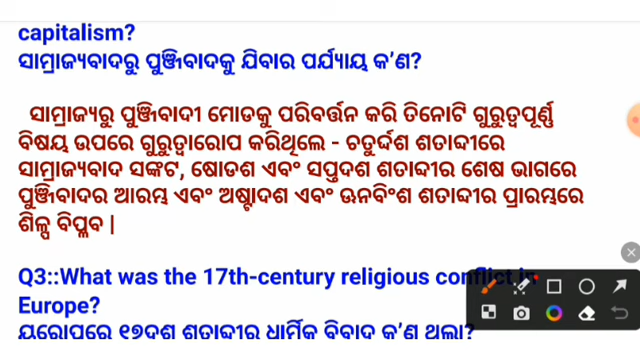 capitalism?
ସାମ୍ରାଜ୍ୟବାଦରୁ ପୁଞ୍ଜିବାଦକୁ ଯିବାର ପର୍ଯ୍ୟାୟ କ'ଣ?
ସାମ୍ରାଜ୍ୟରୁ ପୁଞ୍ଜିବାଦୀ ମୋଡକୁ ପରିବର୍ତ୍ତନ କରି ତିନୋଟି ଗୁରୁତ୍ୱପୂର୍ଣ୍ଣ
ବିଷୟ ଉପରେ ଗୁରୁତ୍ୱାରୋପ କରିଥିଲେ - ଚତୁର୍ଦ୍ଦଶ ଶତାବ୍ଦୀରେ
ସାମ୍ରାଜ୍ୟବାଦ ସଙ୍କଟ, ଷୋଡଶ ଏବଂ ସପ୍ତଦଶ ଶତାବ୍ଦୀର ଶେଷ ଭାଗରେ
ପୁଞ୍ଜିବାଦର ଆରମ୍ଭ ଏବଂ ଅଷ୍ଟାଦଶ ଏବଂ ଊନବିଂଶ ଶତାବ୍ଦୀର ପ୍ରାରମ୍ଭରେ
ଶିଳ୍ପ ବିପ୍ଳବ |
Q3::What was the 17th-century religious conflict in
Europe?
ୟୁରୋପରେ ୧୭ଦଶ ଶତାବ୍ଦୀର ଧାର୍ମିକ ବିବାଦ କ'ଣ ଥିଲା?